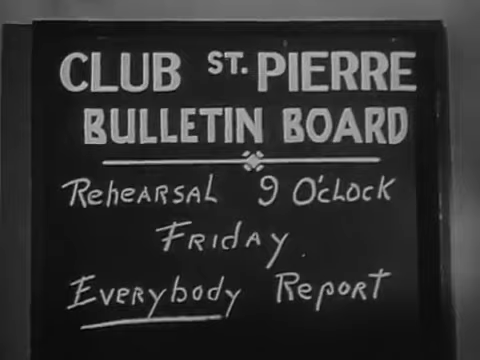 CLUB ST. PIERRE
BULLETIN BOARD
Rehearsal 9 O'clock
Friday
Everybody Report